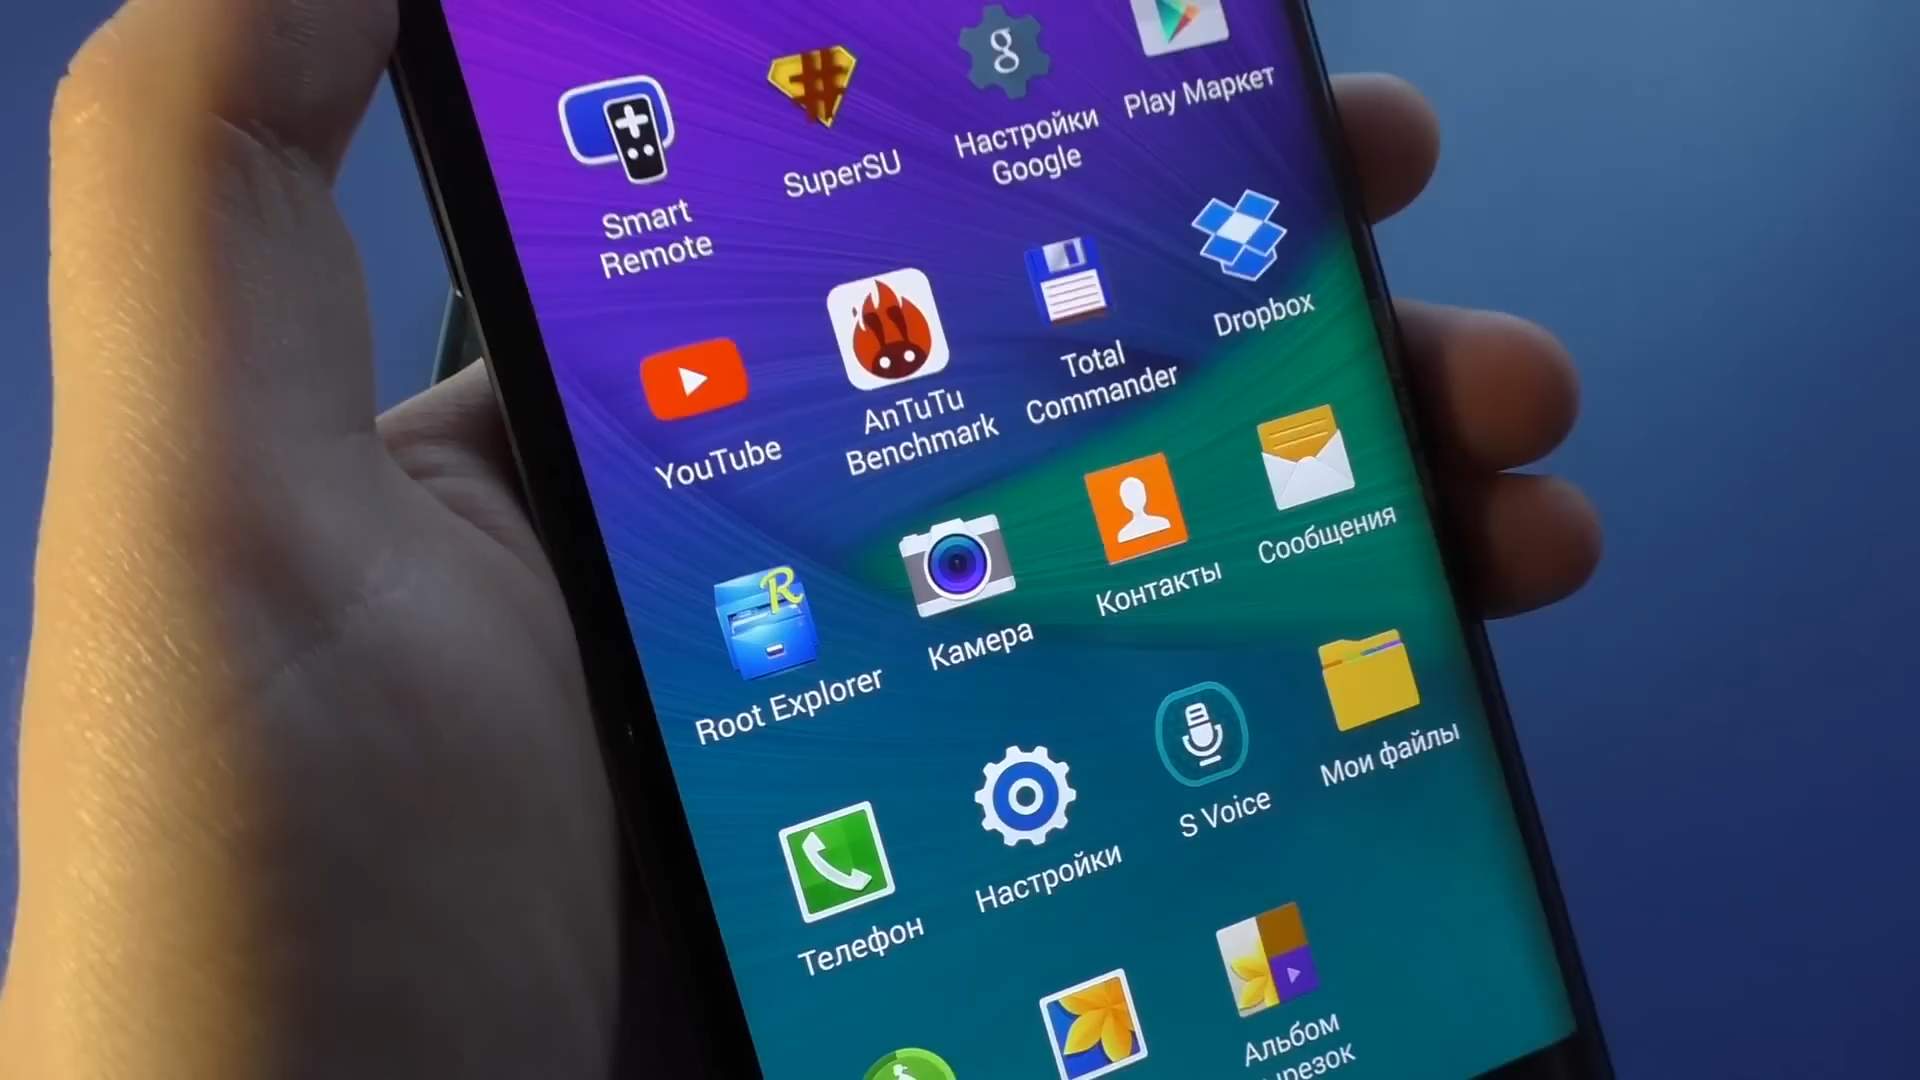 Smart
Remote
SuperSU
Настройки
Google
Play Маркет
YouTube
AnTuTu
Benchmark
Total
Commander
Dropbox
Root Explorer
Камера
Контакты
Сообщения
Телефон
Настройки
S Voice
Мои файлы
Альбом